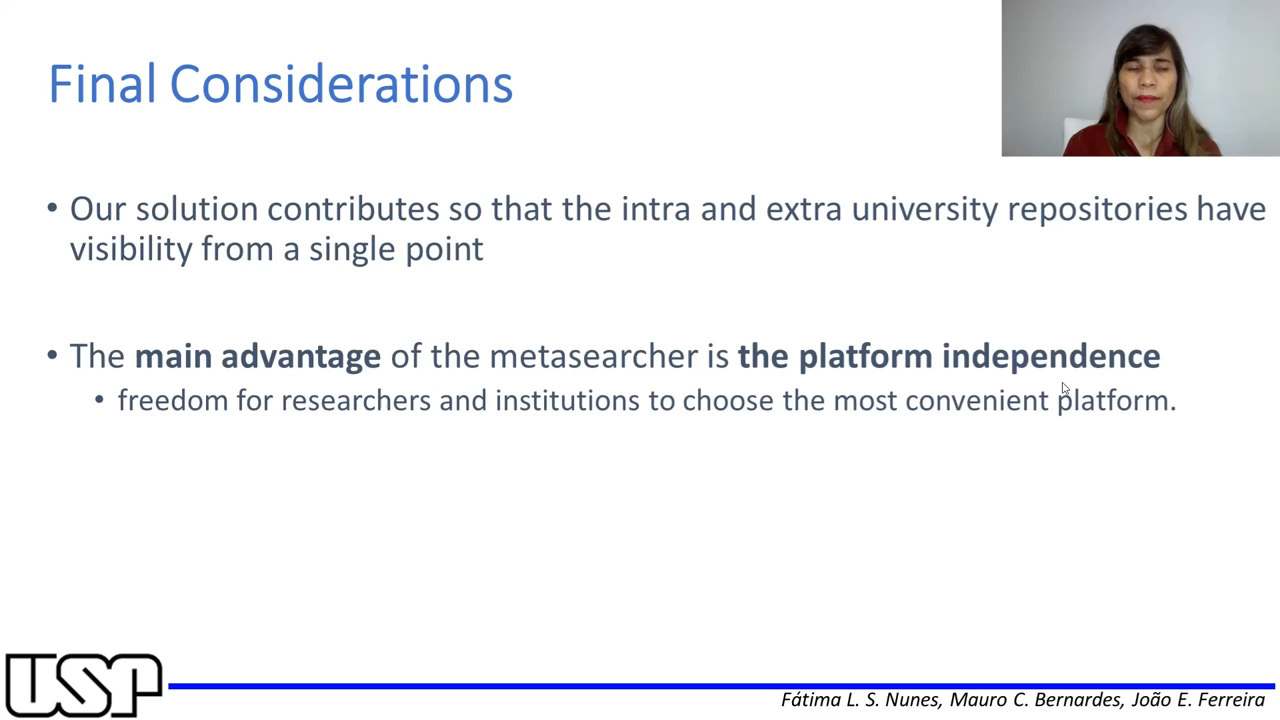 Final Considerations
• Our solution contributes so that the intra and extra university repositories have
visibility from a single point
• The main advantage of the metasearcher is the platform independence
• freedom for researchers and institutions to choose the most convenient platform.
USP
Fátima L. S. Nunes, Mauro C. Bernardes, João E. Ferreira